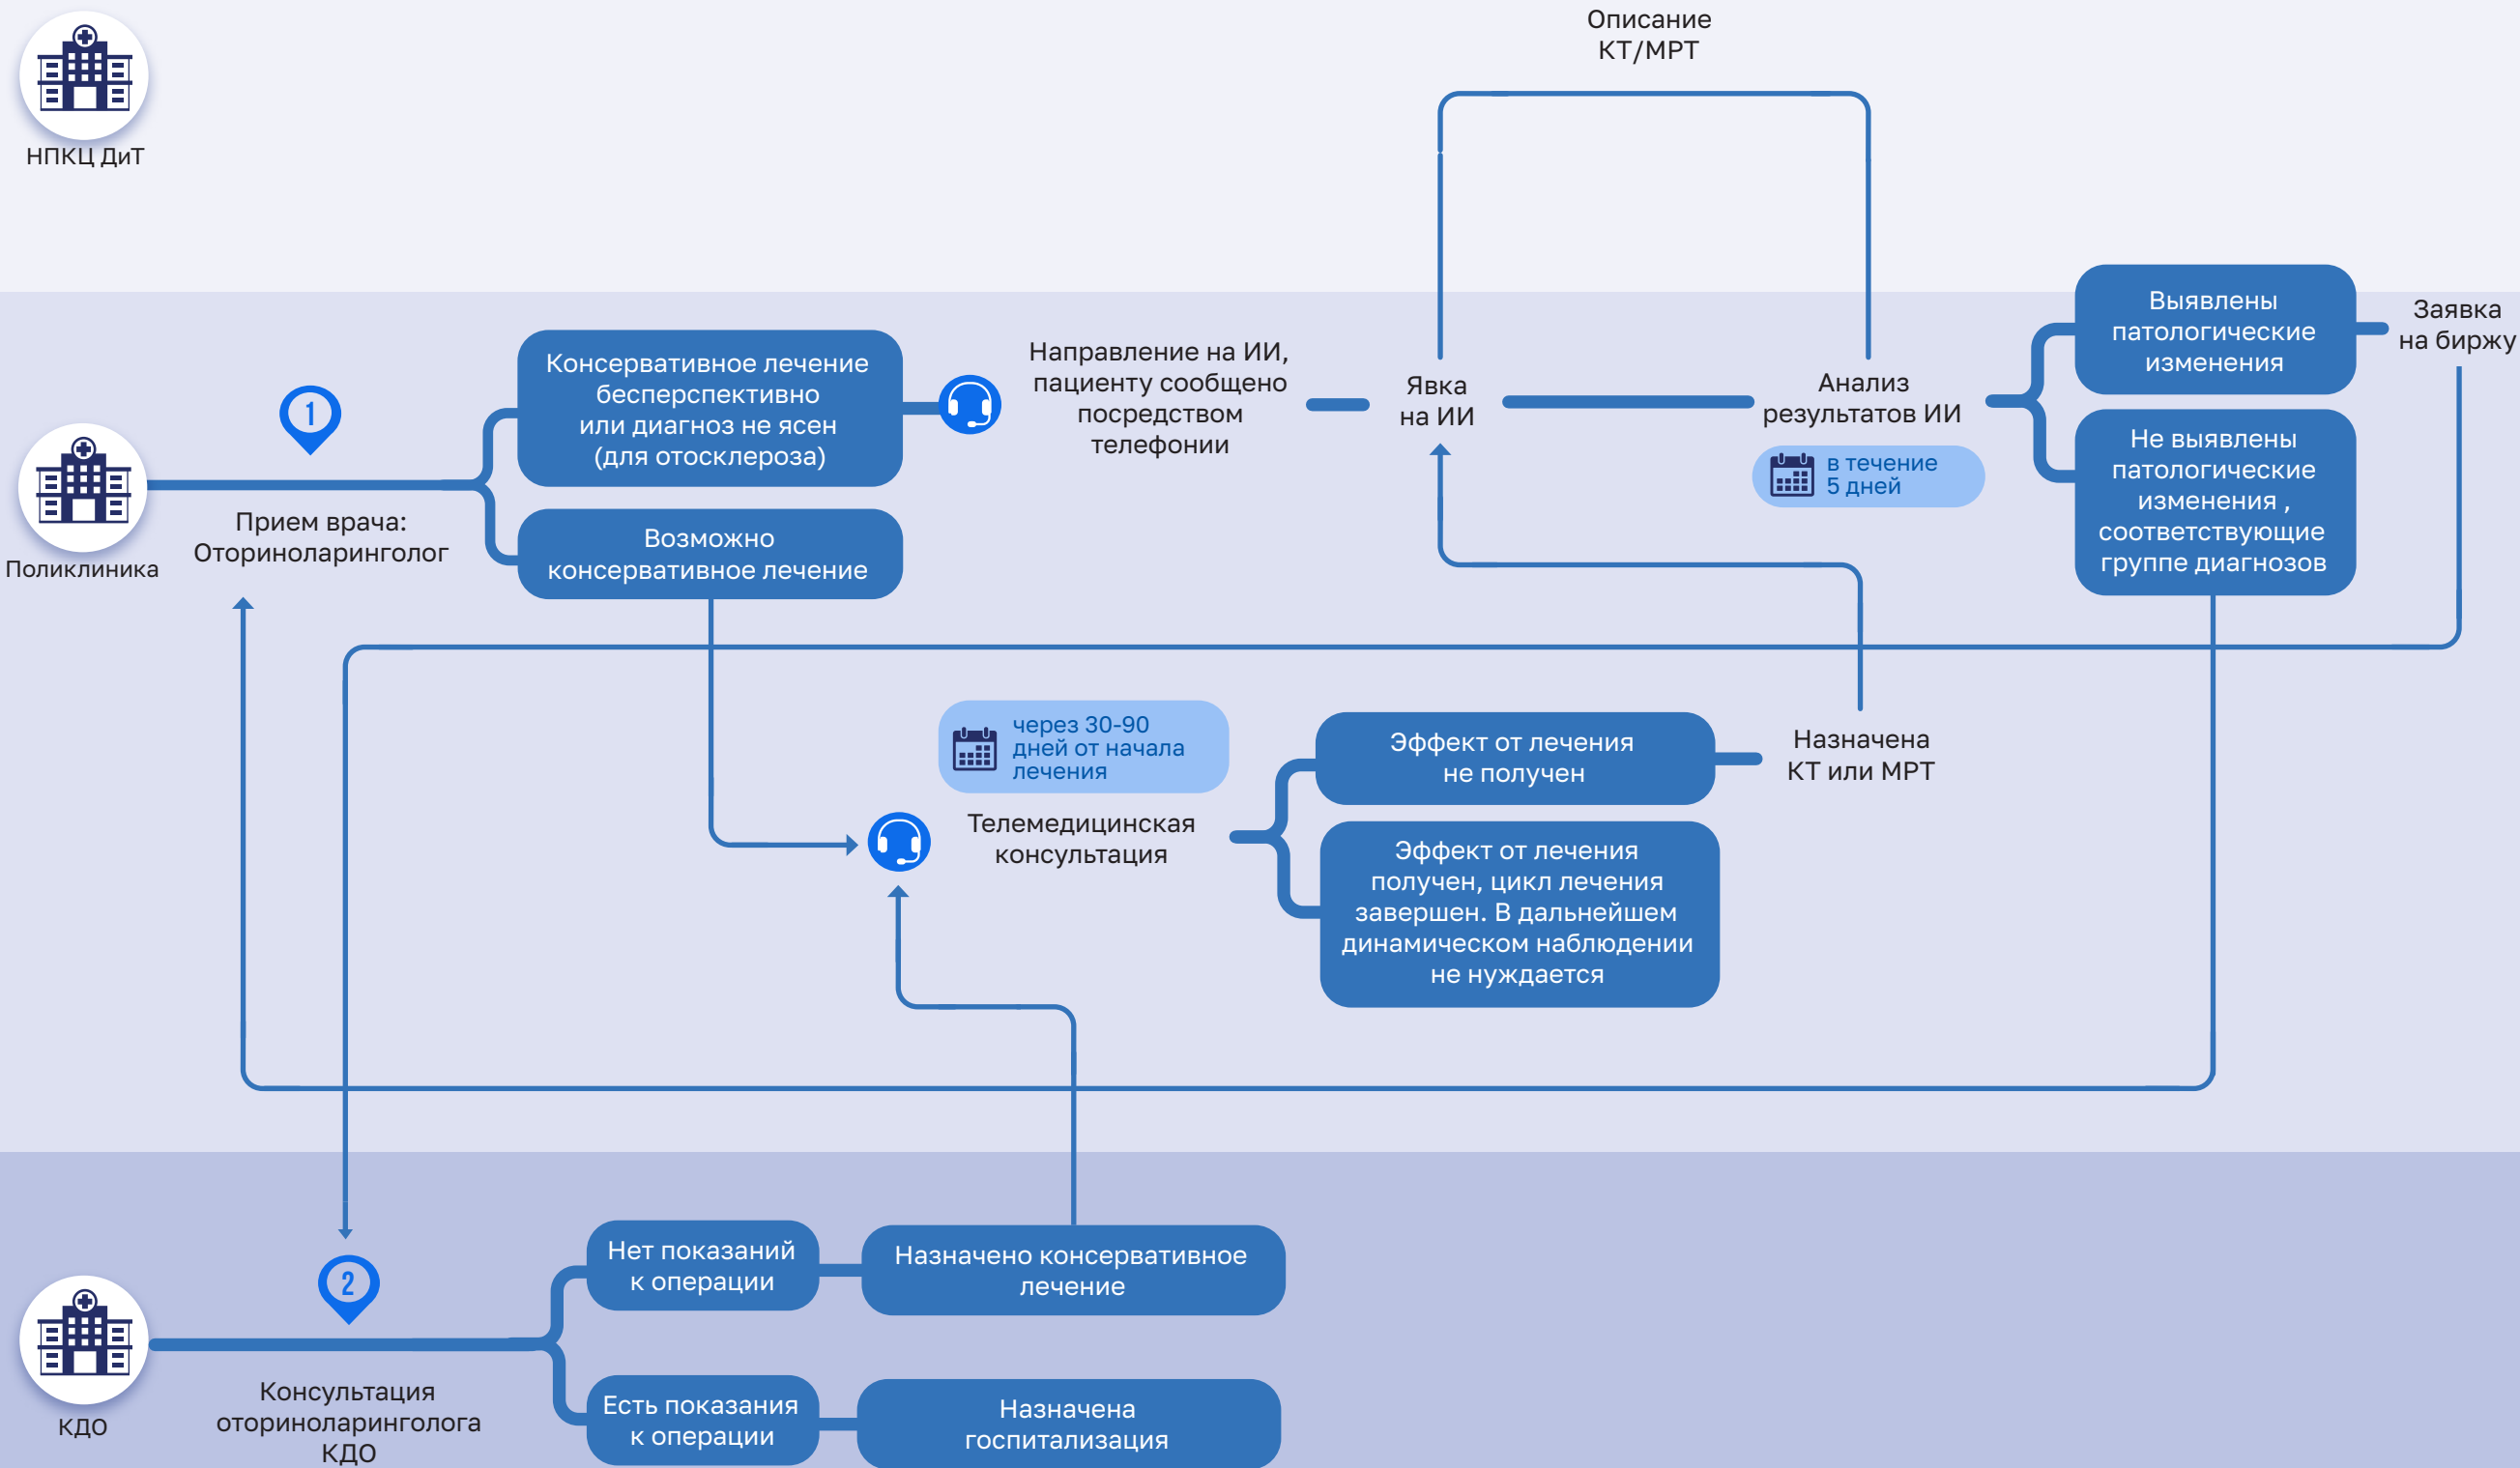 Описание
КТ/МРТ
НПКЦ ДиТ
1
Поликлиника
Прием врача:
Оториноларинголог
Консервативное лечение
бесперспективно
или диагноз не ясен
(для отосклероза)
Возможно
консервативное лечение
Направление на ИИ,
пациенту сообщено
посредством
телефонии
Явка
на ИИ
Анализ
результатов ИИ
в течение
5 дней
Выявлены
патологические
изменения
Не выявлены
патологические
изменения ,
соответствующие
группе диагнозов
Заявка
на биржу
через 30-90
дней от начала
лечения
Телемедицинская
консультация
Эффект от лечения
не получен
Эффект от лечения
получен, цикл лечения
завершен. В дальнейшем
динамическом наблюдении
не нуждается
Назначена
КТ или МРТ
2
КДО
Консультация
оториноларинголога
КДО
Нет показаний
к операции
Назначено консервативное
лечение
Есть показания
к операции
Назначена
госпитализация